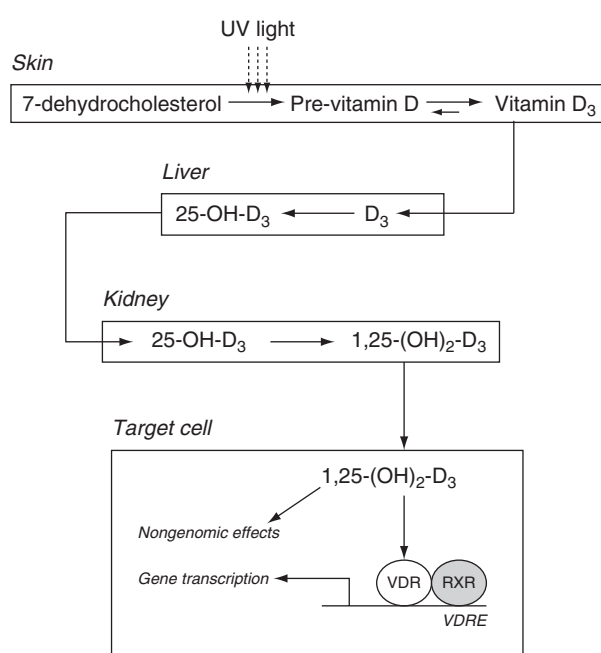 UV light
Skin
7-dehydrocholesterol Pre-vitamin D Vitamin D₃
Liver
25-OH-D₃ D₃
Kidney
25-OH-D₃ 1,25-(OH)₂-D₃
Target cell
1,25-(OH)₂-D₃
Nongenomic effects
Gene transcription VDR RXR
VDRE